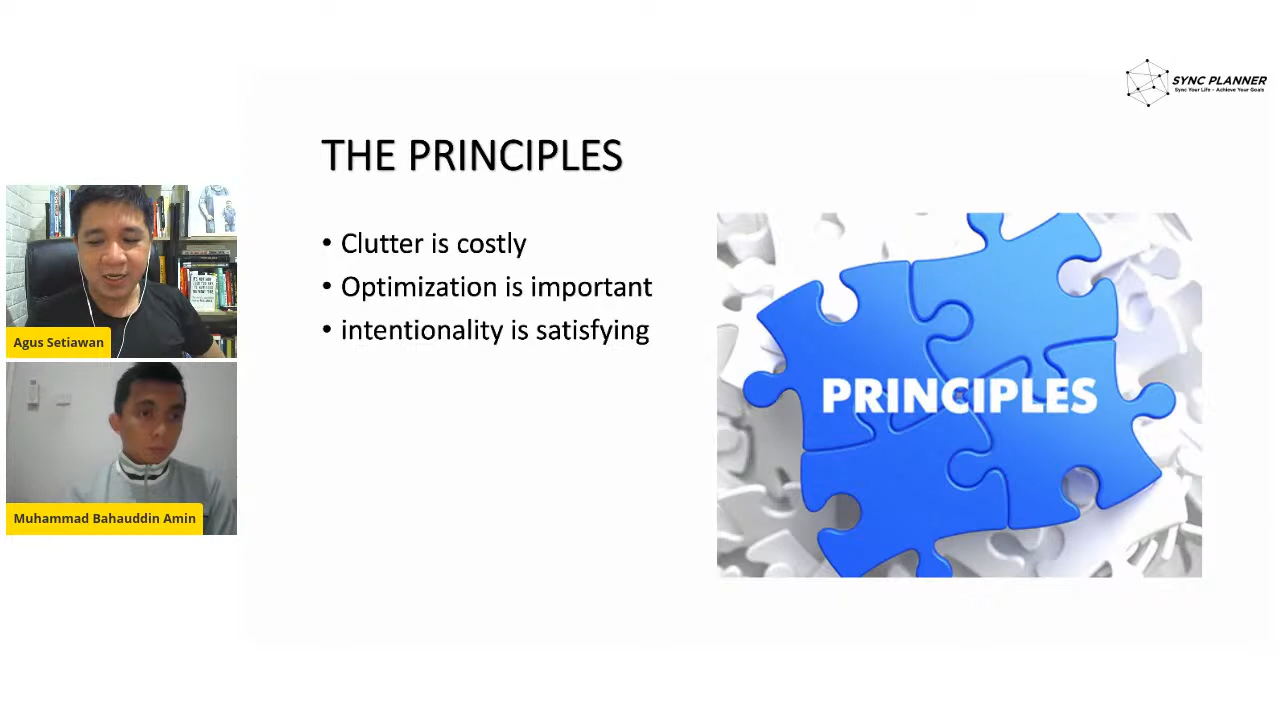 SYNC PLANNER
Sync Your Life - Achieve Your Goals
THE PRINCIPLES
• Clutter is costly
• Optimization is important
• intentionality is satisfying
PRINCIPLES
Agus Setiawan
Muhammad Bahauddin Amin